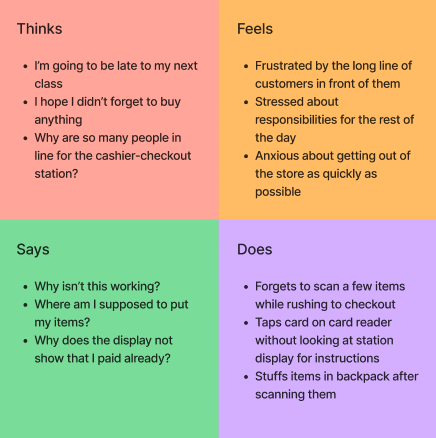 Thinks
• I'm going to be late to my next
class
• I hope I didn't forget to buy
anything
• Why are so many people in
line for the cashier-checkout
station?
Feels
• Frustrated by the long line of
customers in front of them
• Stressed about
responsibilities for the rest of
the day
• Anxious about getting out of
the store as quickly as
possible
Says
• Why isn't this working?
• Where am I supposed to put
my items?
• Why does the display not
show that I paid already?
Does
• Forgets to scan a few items
while rushing to checkout
• Taps card on card reader
without looking at station
display for instructions
• Stuffs items in backpack after
scanning them